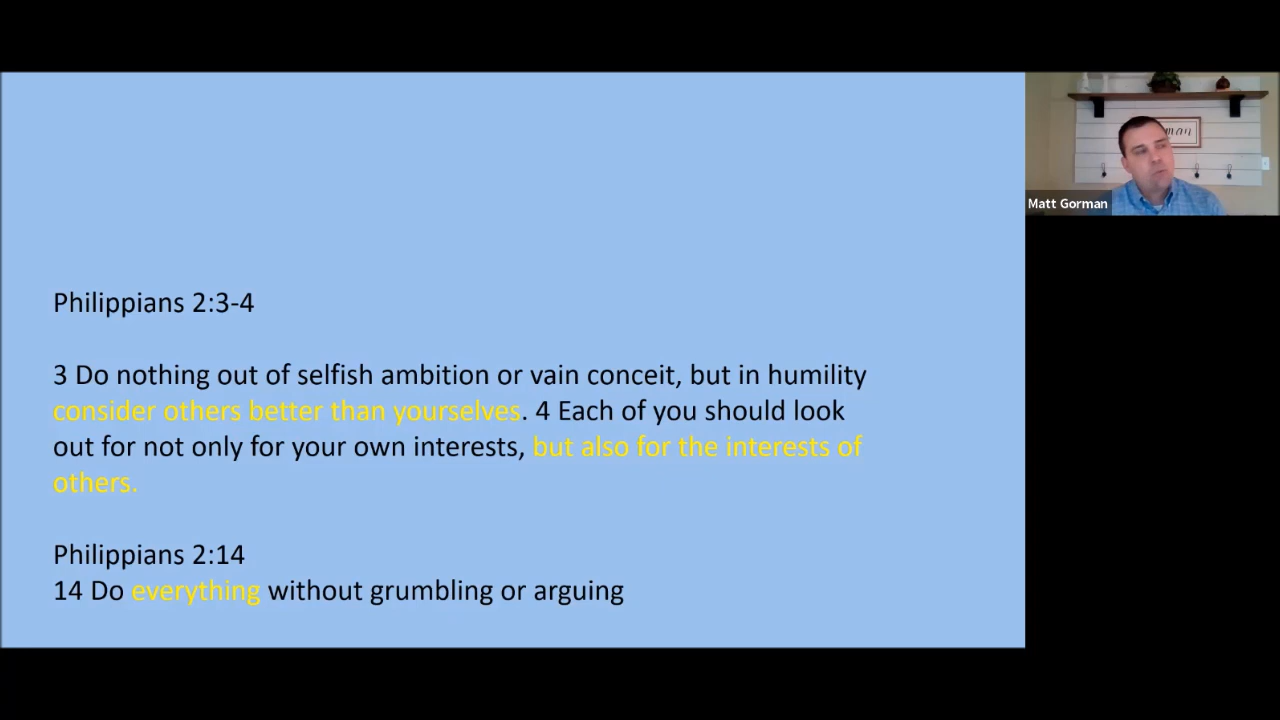 Philippians 2:3-4
3 Do nothing out of selfish ambition or vain conceit, but in humility
consider others better than yourselves. 4 Each of you should look
out for not only for your own interests, but also for the interests of
others.
Philippians 2:14
14 Do everything without grumbling or arguing
man
Matt Gorman